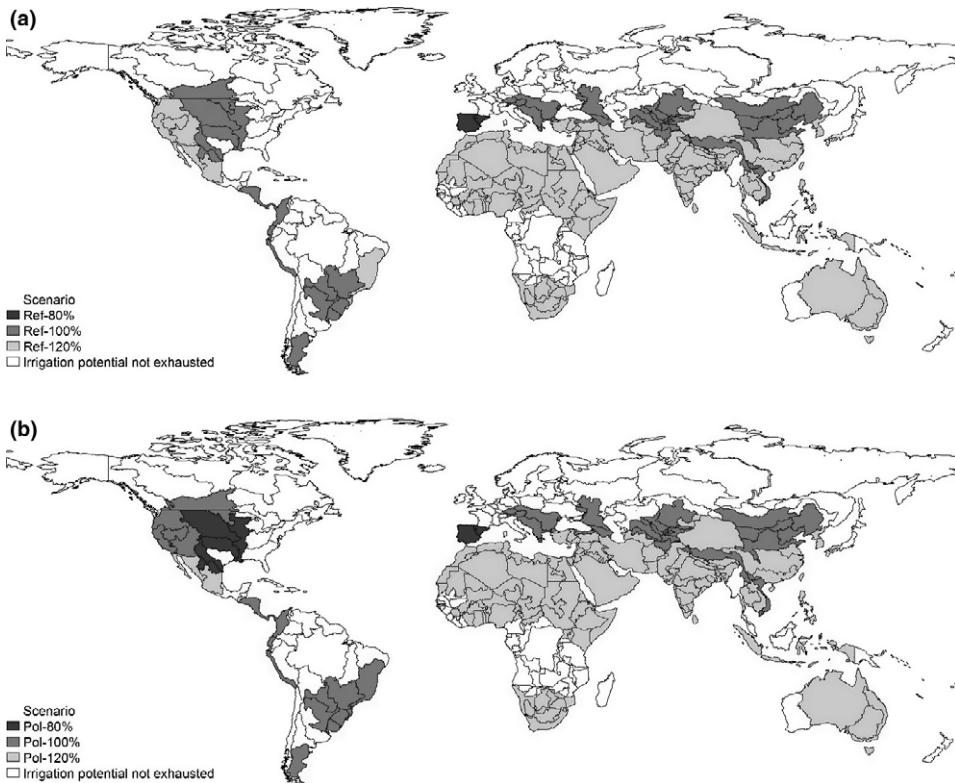 (a)
Scenario
Ref-80%
Ref-100%
Ref-120%
Irrigation potential not exhausted
(b)
Scenario
Pol-80%
Pol-100%
Pol-120%
Irrigation potential not exhausted